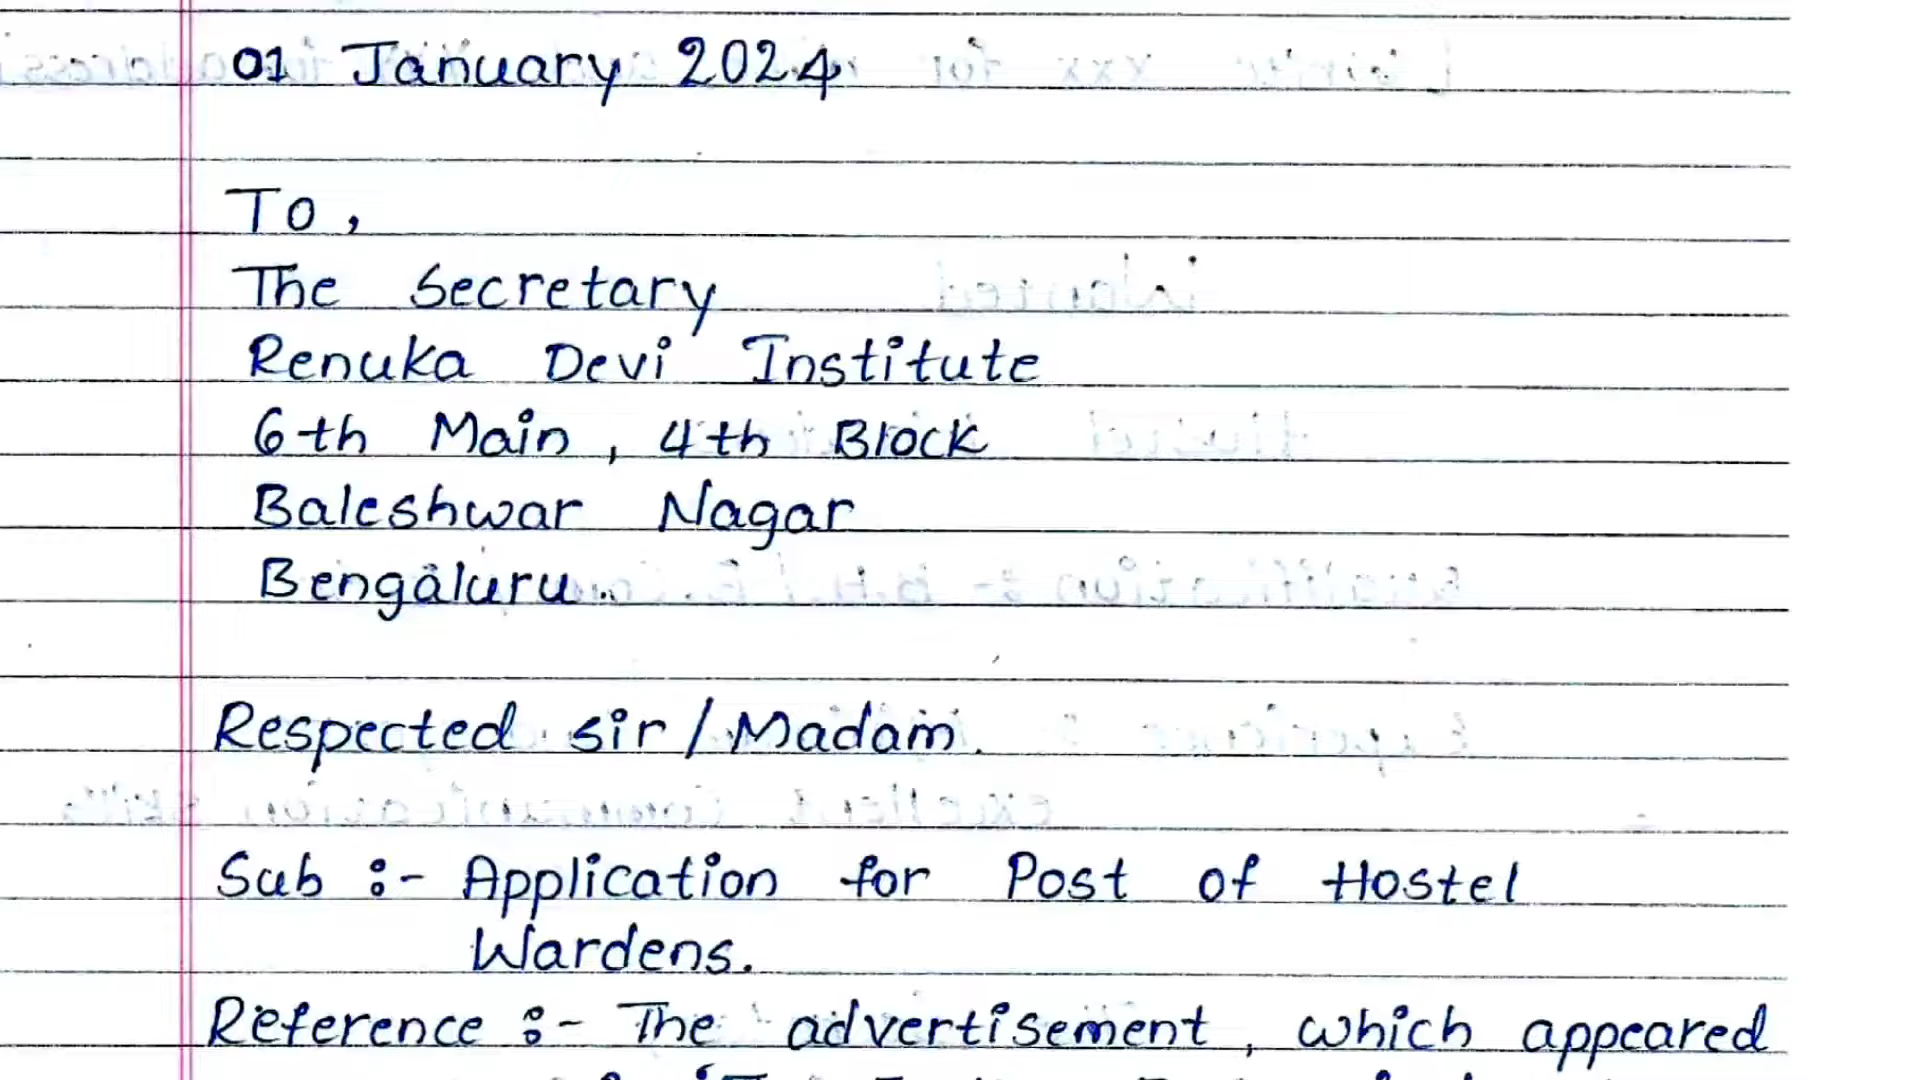 01 January 2024
To,
The Secretary
Renuka Devi Institute
6th Main, 4th Block
Baleshwar Nagar
Bengaluru.
Respected sir / Madam.
Sub :- Application for Post of Hostel
Wardens.
Reference :- The advertisement, which appeared